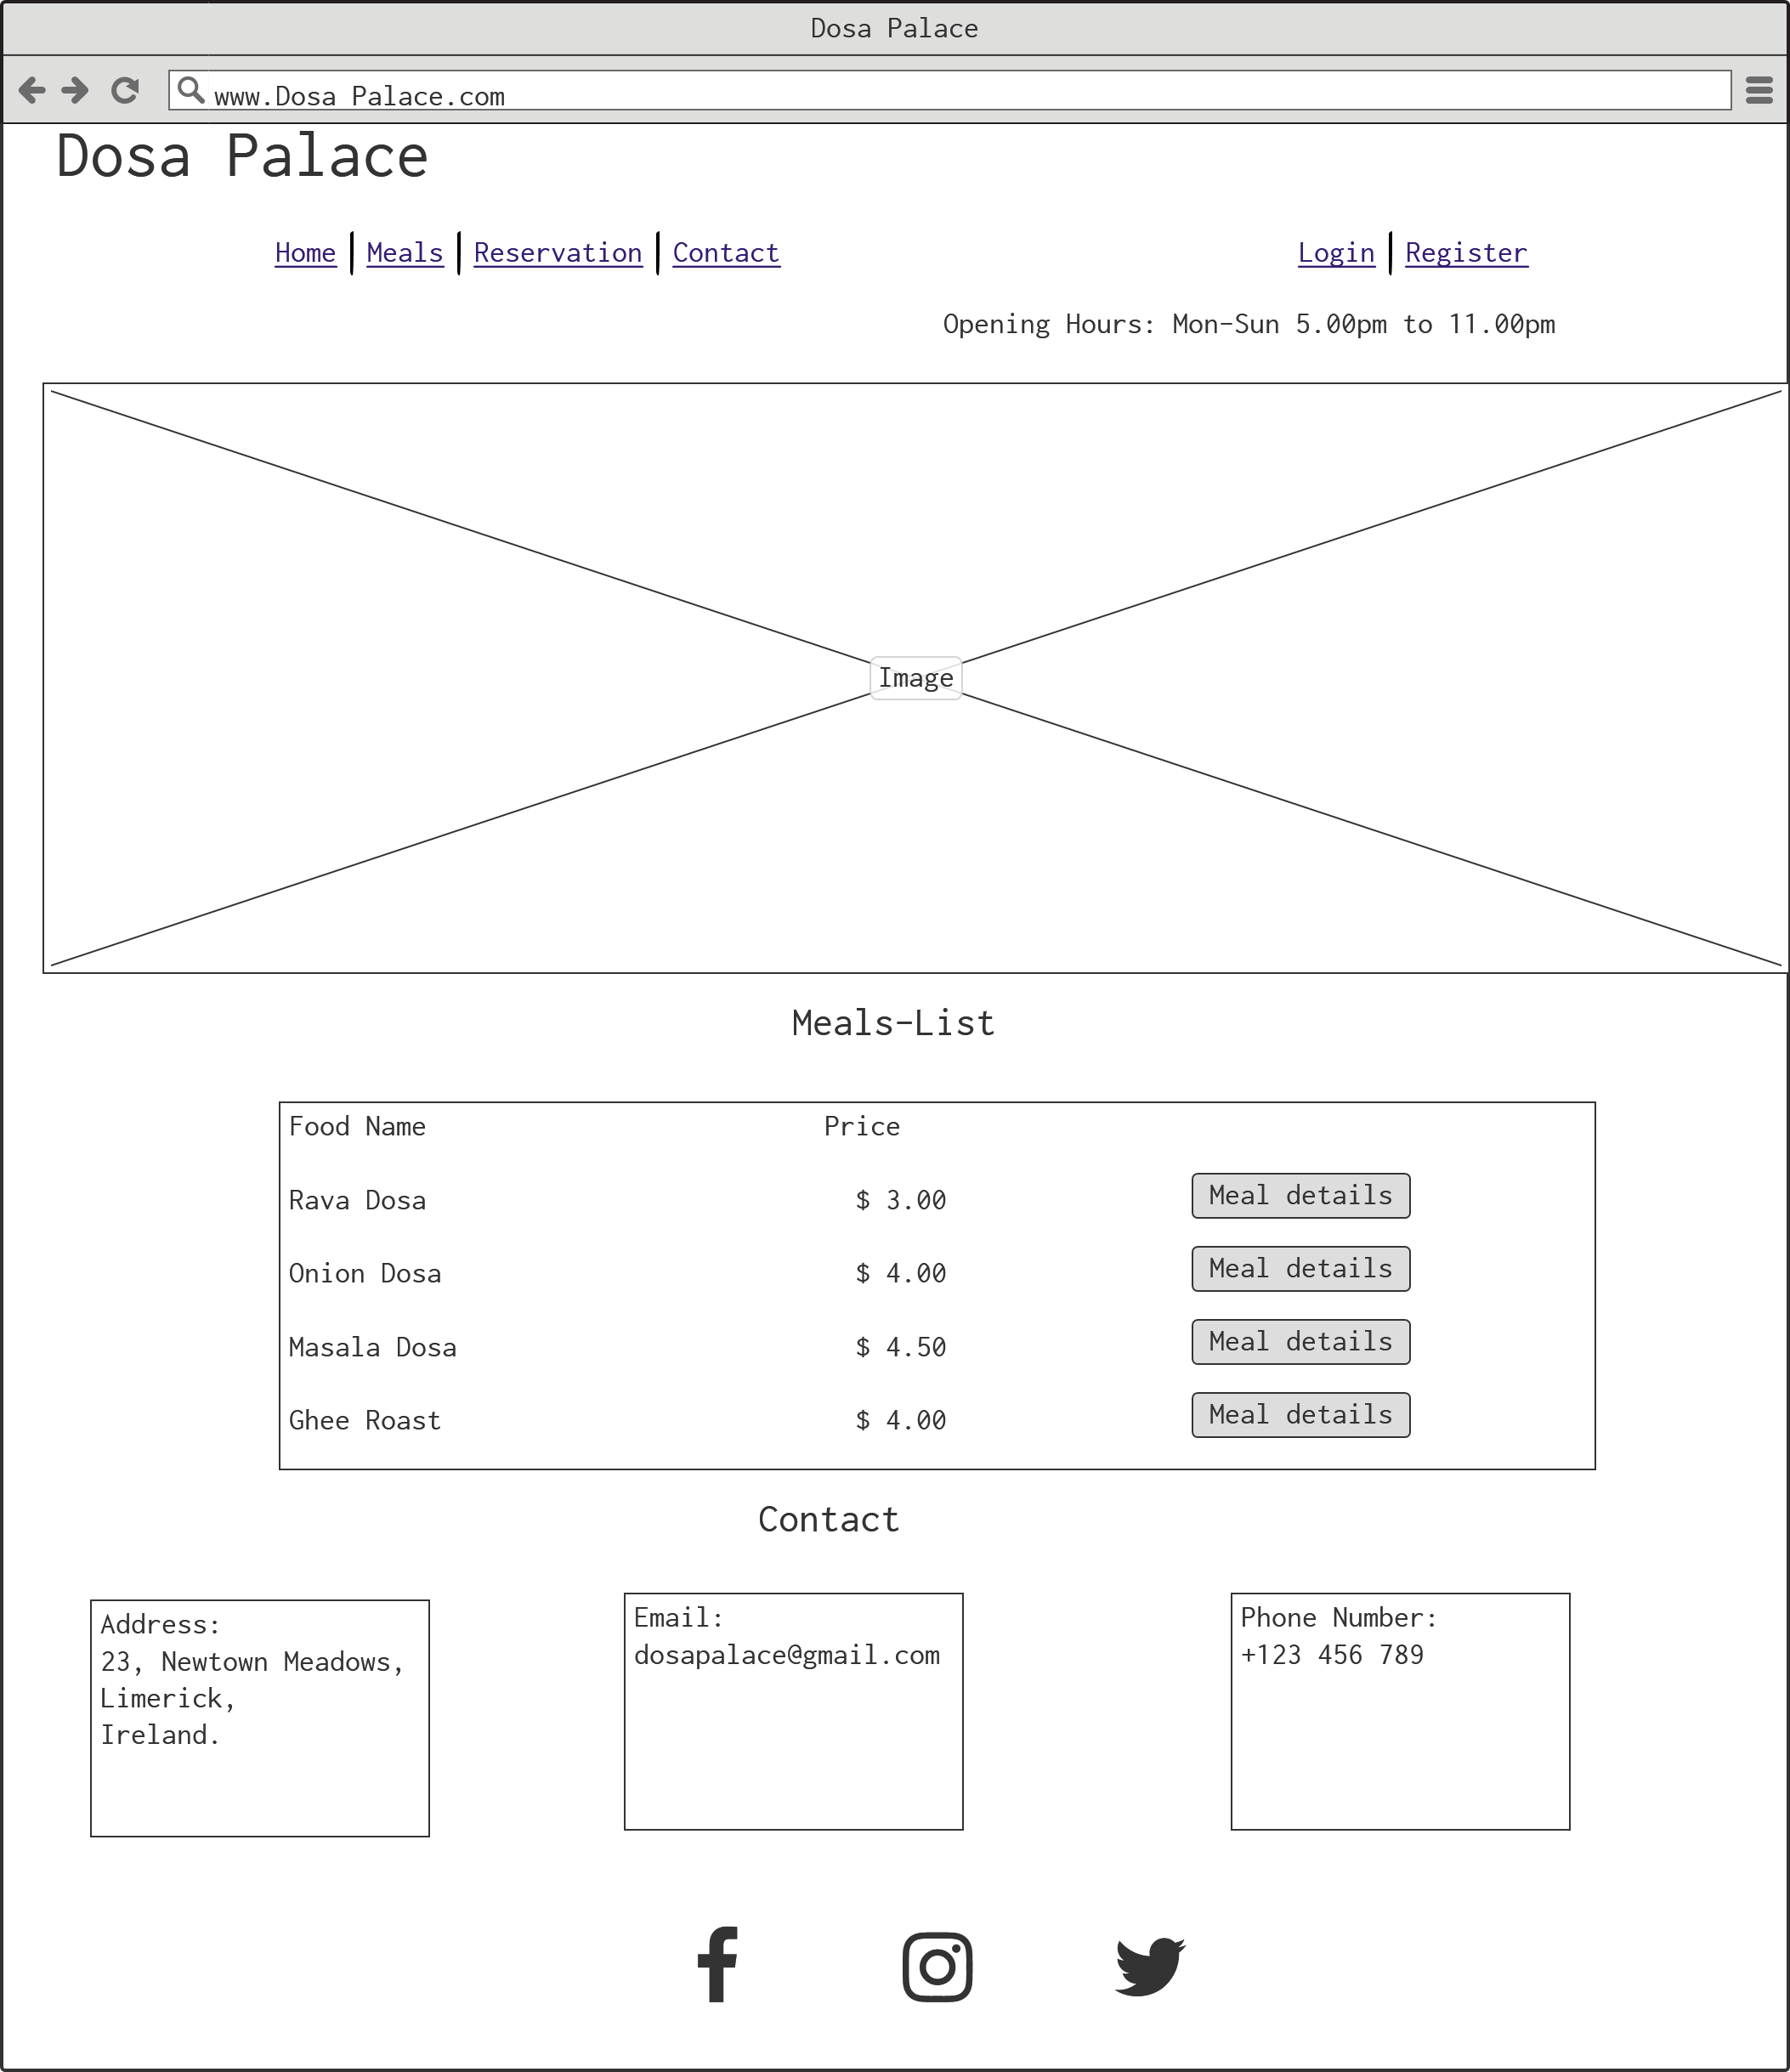 Dosa Palace
www.Dosa Palace.com
Dosa Palace
Home Meals Reservation Contact Login Register
Opening Hours: Mon-Sun 5.00pm to 11.00pm
Image
Meals-List
Food Name Price
Rava Dosa $ 3.00 Meal details
Onion Dosa $ 4.00 Meal details
Masala Dosa $ 4.50 Meal details
Ghee Roast $ 4.00 Meal details
Contact
Address:
23, Newtown Meadows,
Limerick,
Ireland.
Email:
dosapalace@gmail.com
Phone Number:
+123 456 789